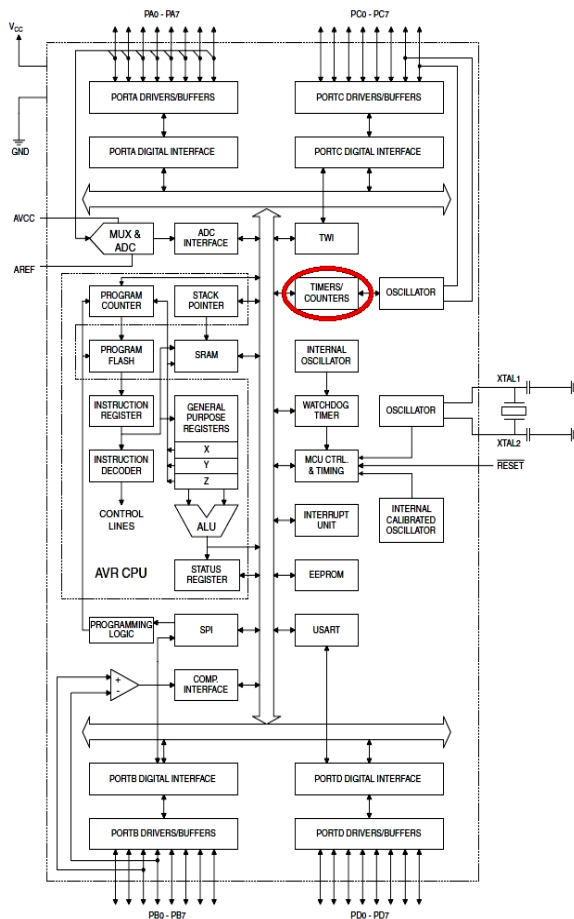 PA0 - PA7
PC0 - PC7
VCC
PORTA DRIVERS/BUFFERS
PORTC DRIVERS/BUFFERS
GND
PORTA DIGITAL INTERFACE
PORTC DIGITAL INTERFACE
AVCC
MUX &
ADC
ADC
INTERFACE
TWI
AREF
PROGRAM
COUNTER
STACK
POINTER
TIMERS/
COUNTERS
OSCILLATOR
PROGRAM
FLASH
SRAM
INTERNAL
OSCILLATOR
XTAL1
INSTRUCTION
REGISTER
GENERAL
PURPOSE
REGISTERS
WATCHDOG
TIMER
OSCILLATOR
XTAL2
X
INSTRUCTION
DECODER
Y
MCU CTRL.
& TIMING
RESET
Z
CONTROL
LINES
ALU
INTERRUPT
UNIT
INTERNAL
CALIBRATED
OSCILLATOR
AVR CPU
STATUS
REGISTER
EEPROM
PROGRAMMING
LOGIC
SPI
USART
+
-
COMP.
INTERFACE
PORTB DIGITAL INTERFACE
PORTD DIGITAL INTERFACE
PORTB DRIVERS/BUFFERS
PORTD DRIVERS/BUFFERS
PB0 - PB7
PD0 - PD7